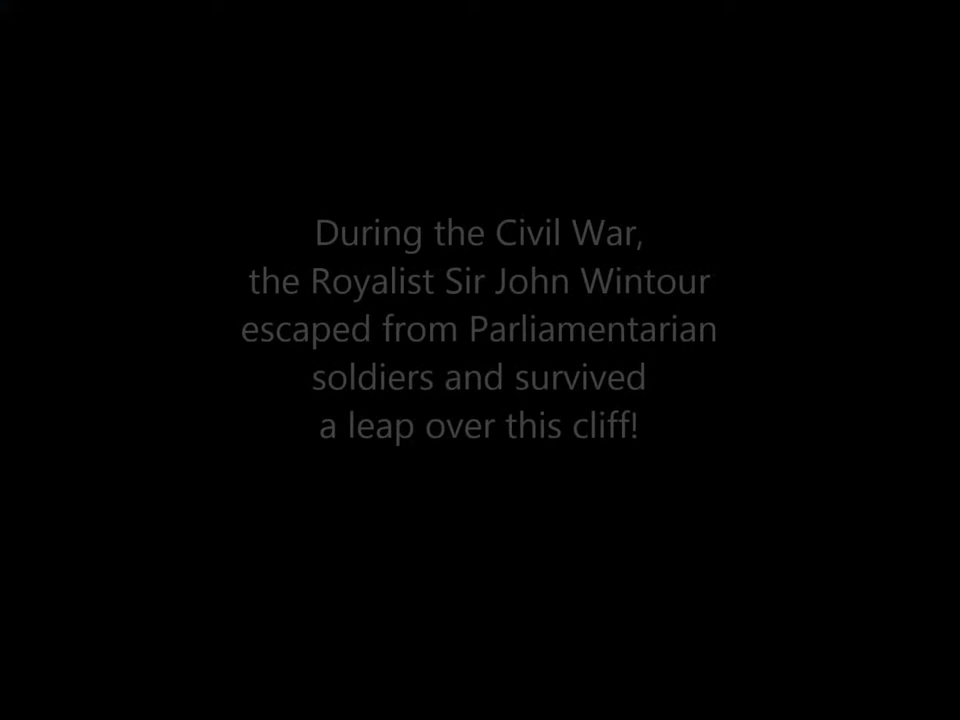 During the Civil War,
the Royalist Sir John Wintour
escaped from Parliamentarian
soldiers and survived
a leap over this cliff!